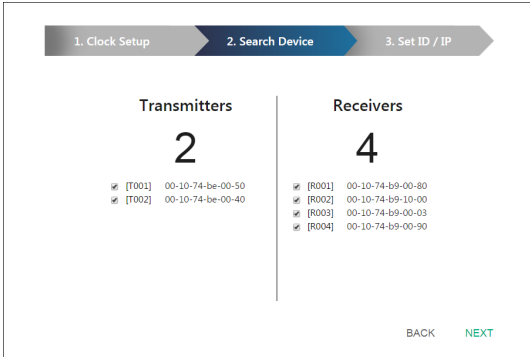 1. Clock Setup 2. Search Device 3. Set ID / IP
Transmitters
2
[T001] 00-10-74-be-00-50
[T002] 00-10-74-be-00-40
Receivers
4
[R001] 00-10-74-b9-00-80
[R002] 00-10-74-b9-10-00
[R003] 00-10-74-b9-00-03
[R004] 00-10-74-b9-00-90
BACK NEXT